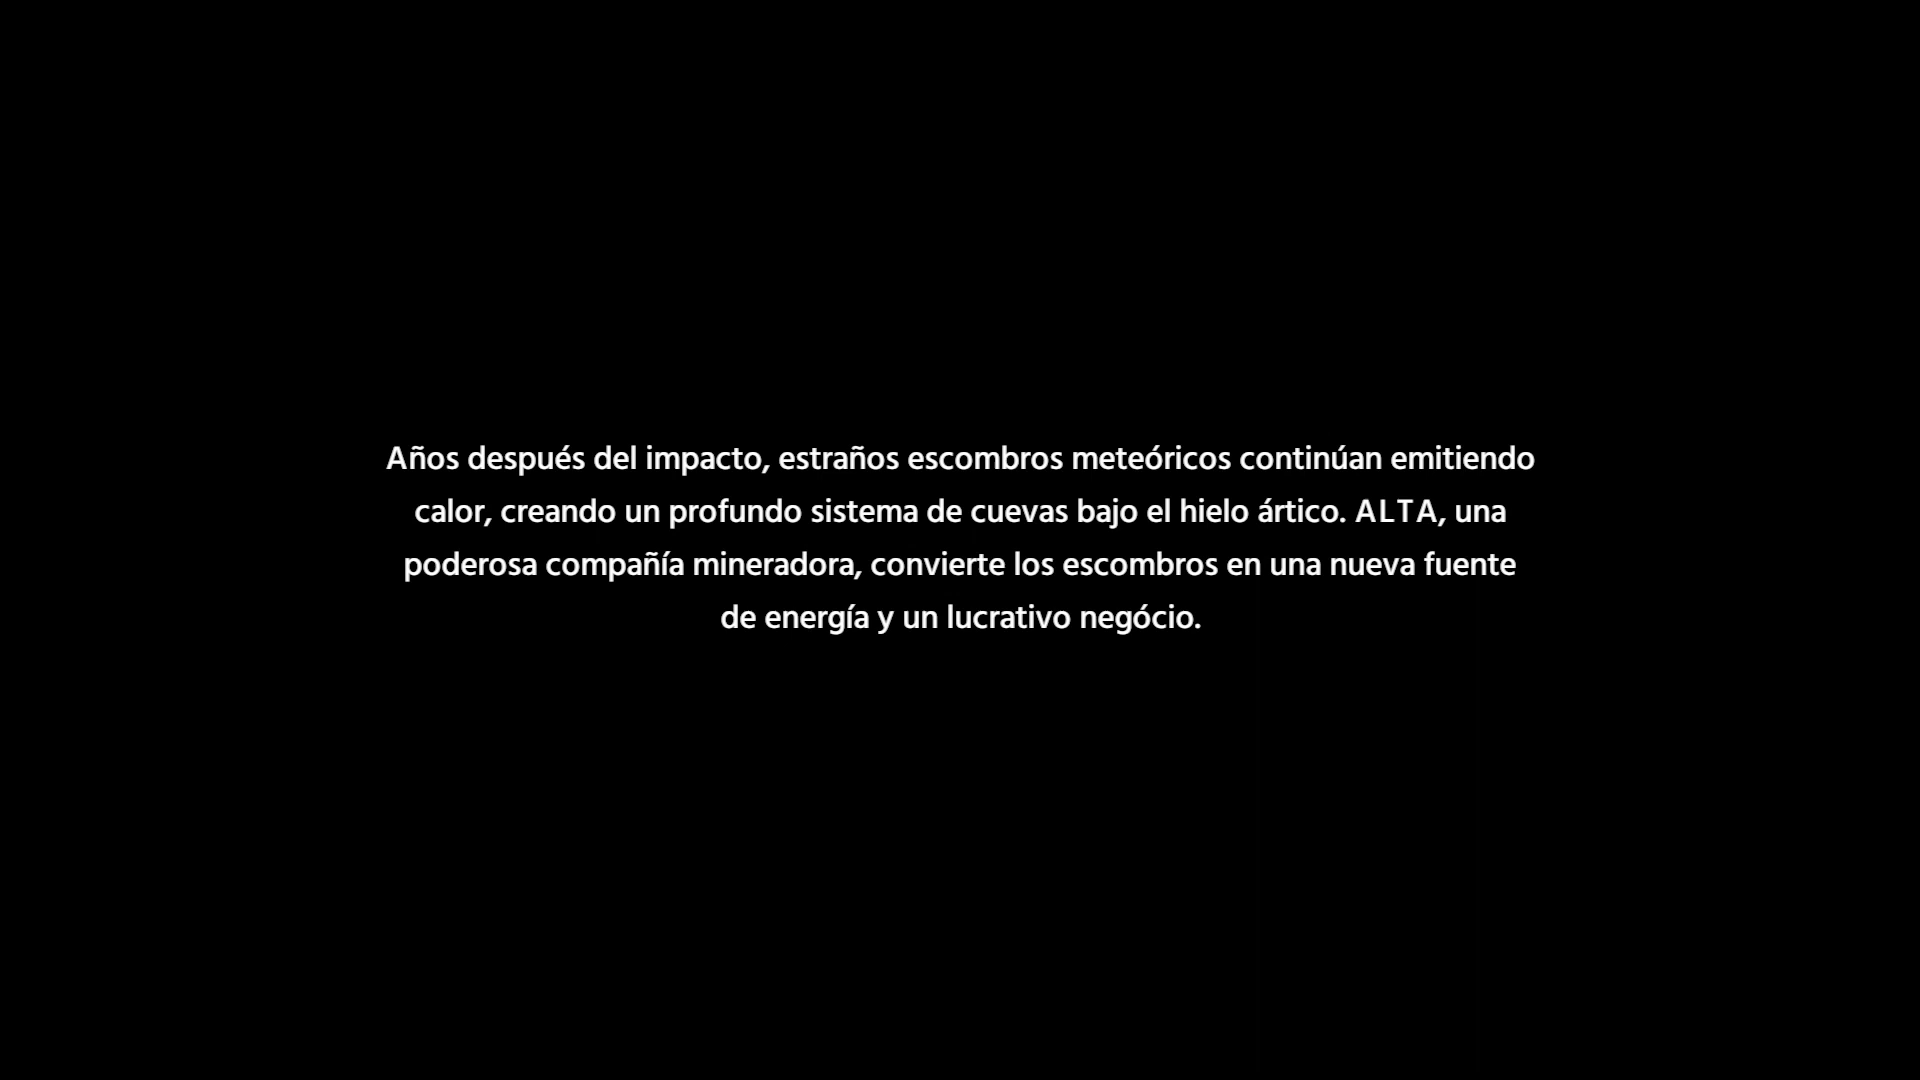 Años después del impacto, estraños escombros meteóricos continúan emitiendo
calor, creando un profundo sistema de cuevas bajo el hielo ártico. ALTA, una
poderosa compañía mineradora, convierte los escombros en una nueva fuente
de energía y un lucrativo negócio.